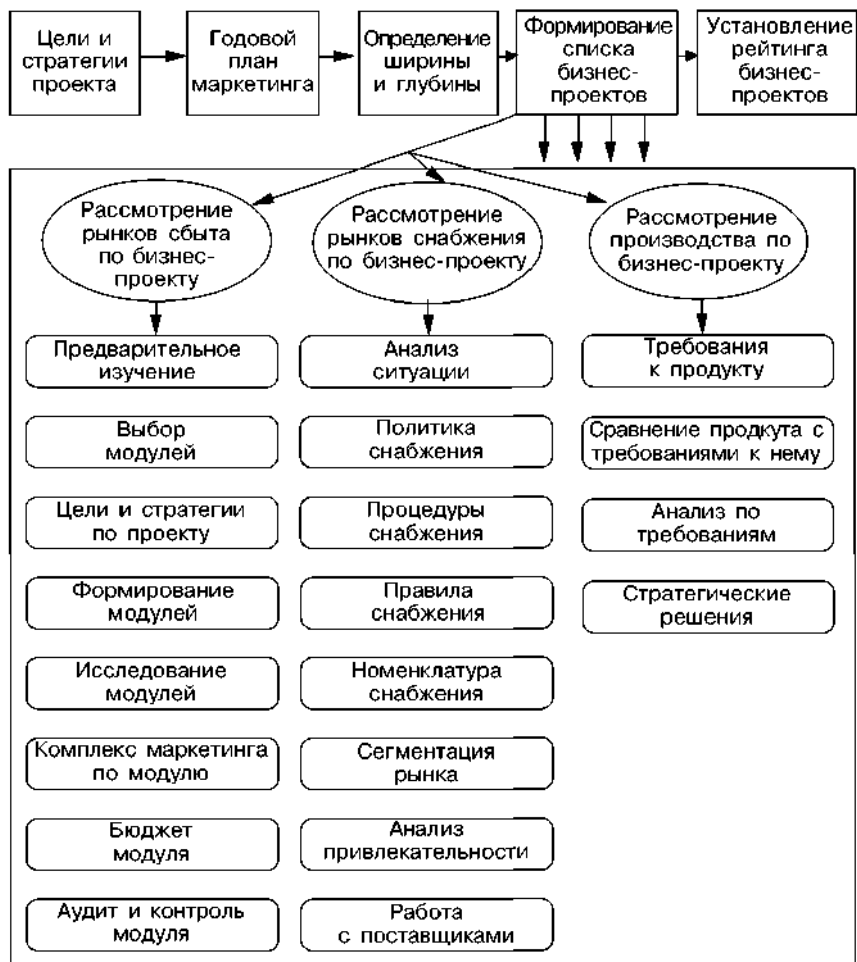 Цели и
стратегии
проекта
Годовой
план
маркетинга
Определение
ширины
и глубины
Формирование
списка
бизнес-
проектов
Установление
рейтинга
бизнес-
проектов
Рассмотрение
рынков сбыта
по бизнес-
проекту
Рассмотрение
рынков снабжения
по бизнес-проекту
Рассмотрение
производства по
бизнес-проекту
Предварительное
изучение
Выбор
модулей
Цели и стратегии
по проекту
Формирование
модулей
Исследование
модулей
Комплекс маркетинга
по модулю
Бюджет
модуля
Аудит и контроль
модуля
Анализ
ситуации
Политика
снабжения
Процедуры
снабжения
Правила
снабжения
Номенклатура
снабжения
Сегментация
рынка
Анализ
привлекательности
Работа
с поставщиками
Требования
к продукту
Сравнение продкута с
требованиями к нему
Анализ по
требованиям
Стратегические
решения